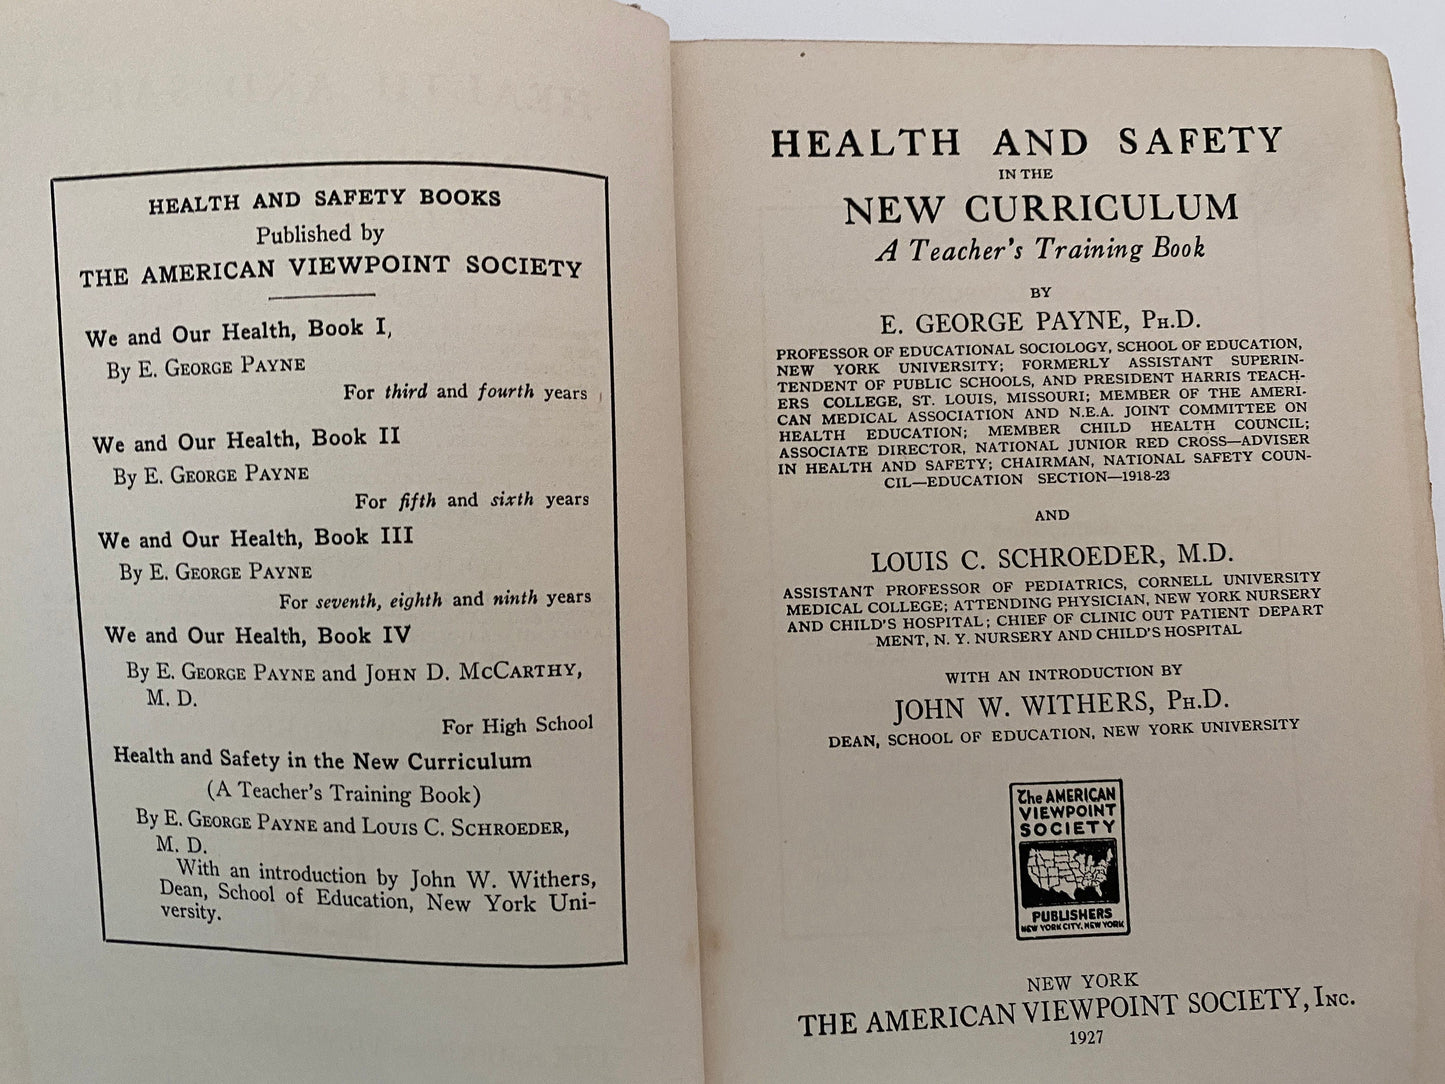 HEALTH AND SAFETY BOOKS
Published by
THE AMERICAN VIEWPOINT SOCIETY
We and Our Health, Book I,
By E. GEORGE PAYNE
For third and fourth years
We and Our Health, Book II
By E. GEORGE PAYNE
For fifth and sixth years
We and Our Health, Book III
By E. GEORGE PAYNE
For seventh, eighth and ninth years
We and Our Health, Book IV
By E. GEORGE PAYNE and JOHN D. MCCARTHY,
M. D.
For High School
Health and Safety in the New Curriculum
(A Teacher's Training Book)
By E. GEORGE PAYNE and LOUIS C. SCHROEDER,
M. D.
With an introduction by John W. Withers,
Dean, School of Education, New York Uni-
versity.
HEALTH AND SAFETY
IN THE
NEW CURRICULUM
A Teacher's Training Book
BY
E. GEORGE PAYNE, PH.D.
PROFESSOR OF EDUCATIONAL SOCIOLOGY, SCHOOL OF EDUCATION,
NEW YORK UNIVERSITY; FORMERLY ASSISTANT SUPERIN-
TENDENT OF PUBLIC SCHOOLS, AND PRESIDENT HARRIS TEACH-
ERS COLLEGE, ST. LOUIS, MISSOURI; MEMBER OF THE AMERI-
CAN MEDICAL ASSOCIATION AND N.E.A. JOINT COMMITTEE ON
HEALTH EDUCATION; MEMBER CHILD HEALTH COUNCIL;
ASSOCIATE DIRECTOR, NATIONAL JUNIOR RED CROSS—ADVISER
IN HEALTH AND SAFETY; CHAIRMAN, NATIONAL SAFETY COUN-
CIL—EDUCATION SECTION—1918-23
AND
LOUIS C. SCHROEDER, M.D.
ASSISTANT PROFESSOR OF PEDIATRICS, CORNELL UNIVERSITY
MEDICAL COLLEGE; ATTENDING PHYSICIAN, NEW YORK NURSERY
AND CHILD'S HOSPITAL; CHIEF OF CLINIC OUT PATIENT DEPART
MENT, N. Y. NURSERY AND CHILD'S HOSPITAL
WITH AN INTRODUCTION BY
JOHN W. WITHERS, PH.D.
DEAN, SCHOOL OF EDUCATION, NEW YORK UNIVERSITY
The AMERICAN
VIEWPOINT
SOCIETY
PUBLISHERS
NEW YORK CITY, NEW YORK
NEW YORK
THE AMERICAN VIEWPOINT SOCIETY, INC.
1927